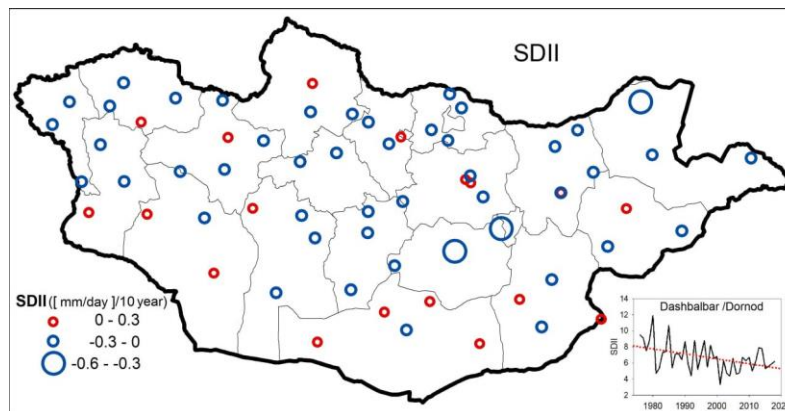 SDII
SDII ([ mm/day ]/10 year)
0 - 0.3
-0.3 - 0
-0.6 - -0.3
Dashbalbar /Dornod
SDII
14
12
10
8
6
4
2
1980 1990 2000 2010 202